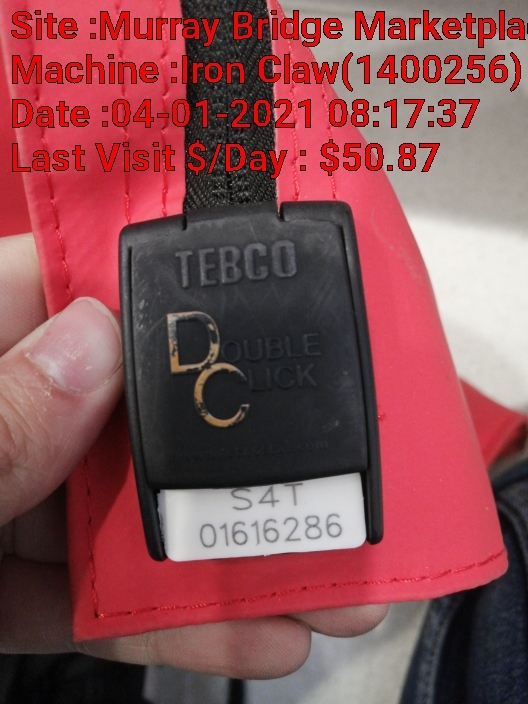 Site :Murray Bridge Marketpla
Machine :Iron Claw(1400256)
Date :04-01-2021 08:17:37
Last Visit $/Day : $50.87
TEBCO
DOUBLE
CLICK
S4T
01616286